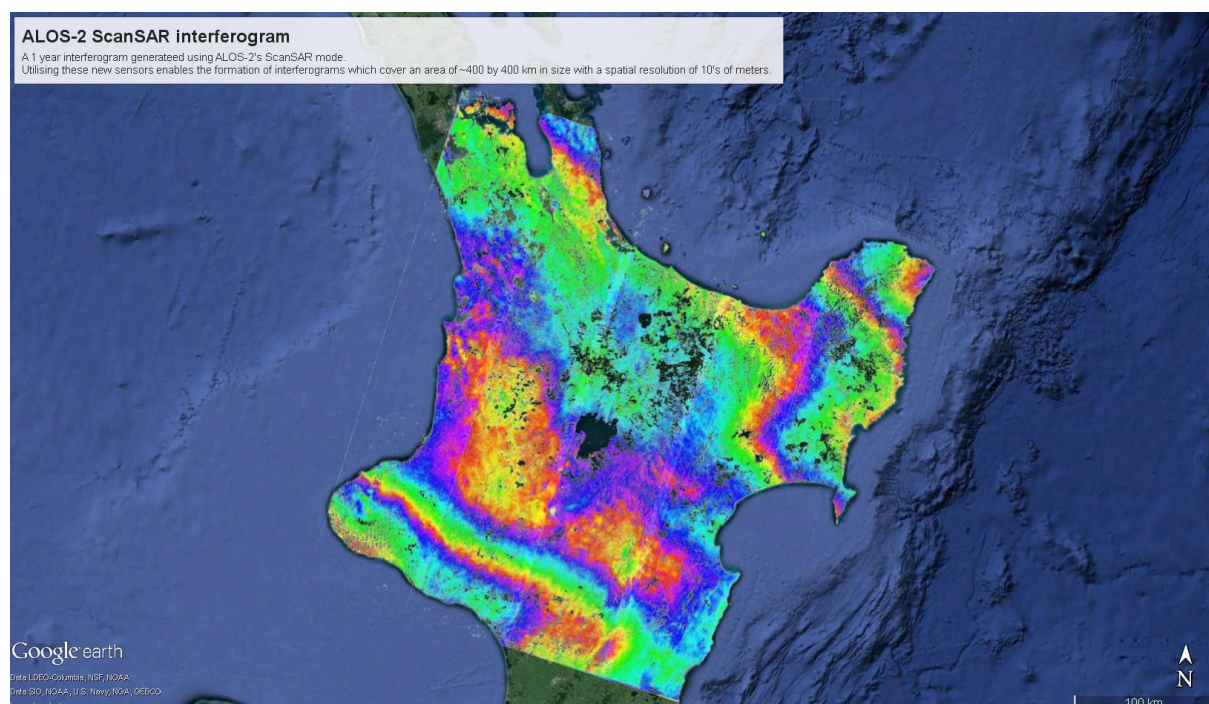 ALOS-2 ScanSAR interferogram
A 1 year interferogram generateed using ALOS-2's ScanSAR mode.
Utilising these new sensors enables the formation of interferograms which cover an area of ~400 by 400 km in size with a spatial resolution of 10's of meters.
Google earth
Data LDEO-Columbia, NSF, NOAA
Data SIO, NOAA, U.S. Navy, NGA, GEBCO
N
100 km